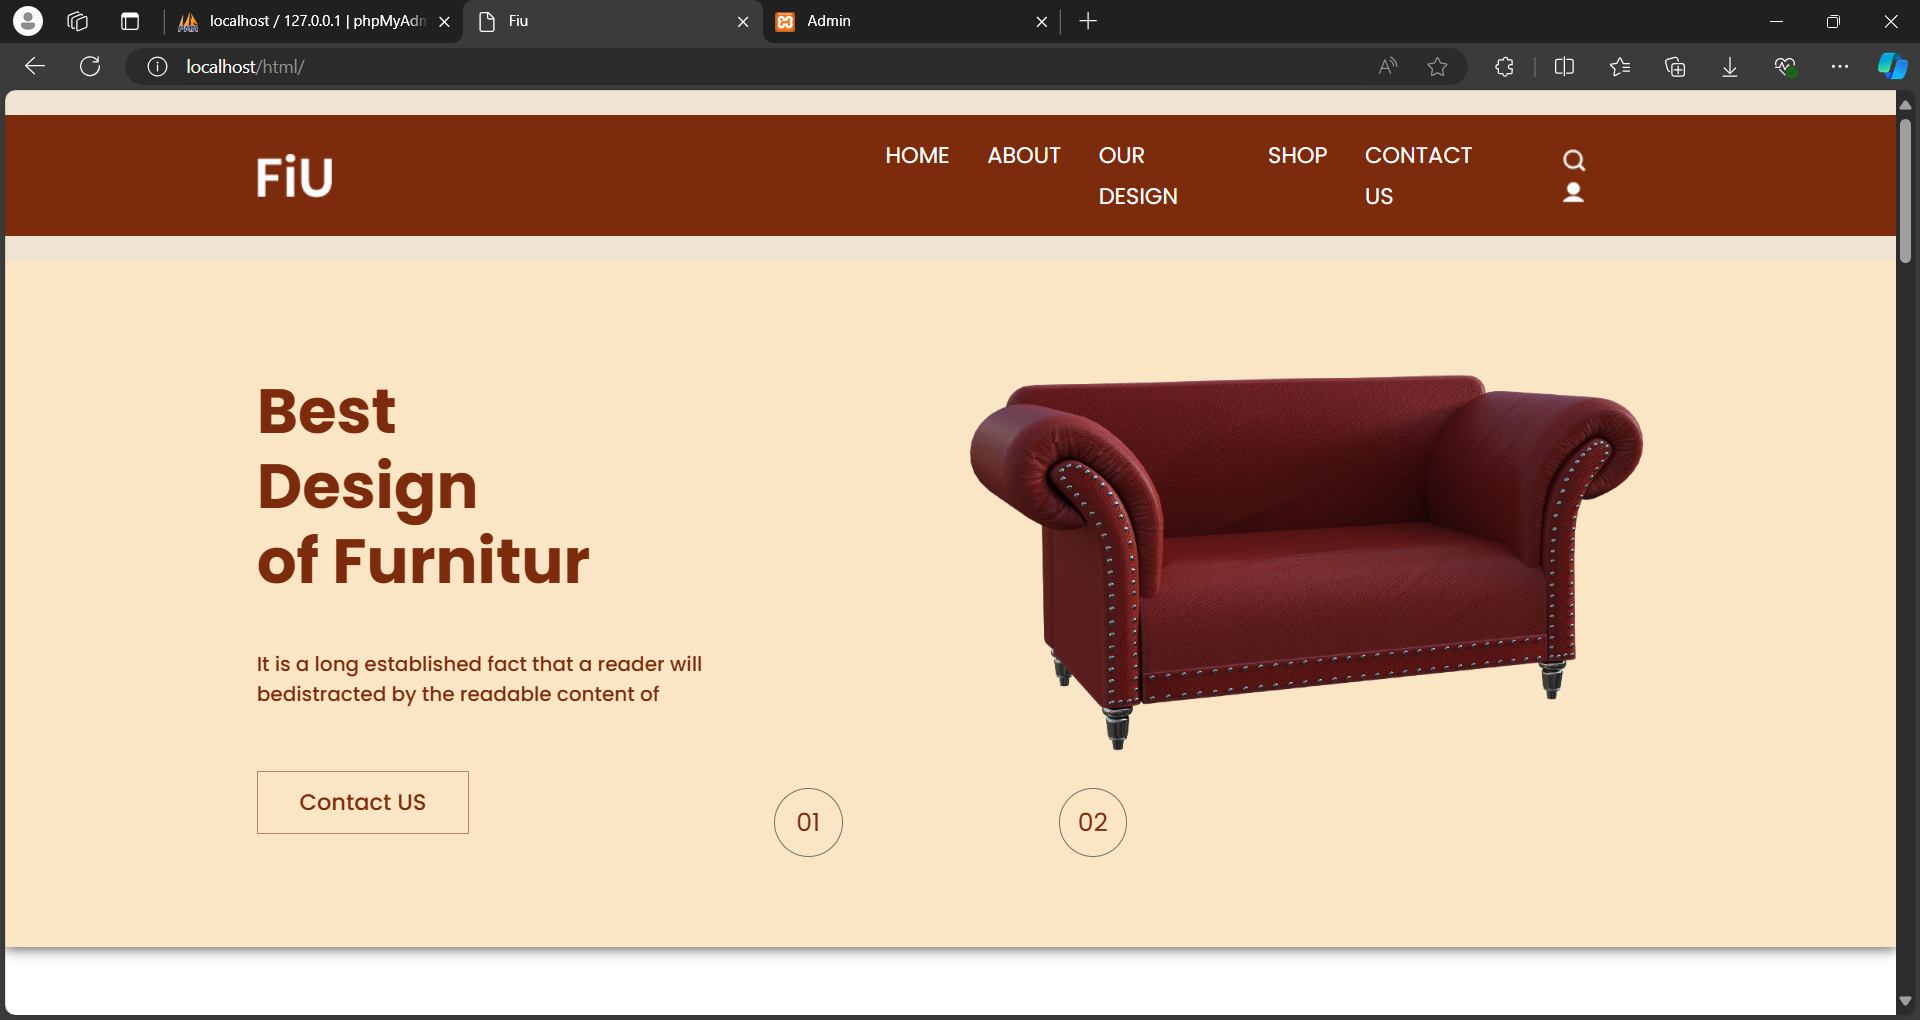 localhost / 127.0.0.1 | phpMyAdm
Fiu
Admin
localhost/html/
FiU
HOME
ABOUT
OUR
DESIGN
SHOP
CONTACT
US
Best
Design
of Furnitur
It is a long established fact that a reader will
bedistracted by the readable content of
Contact US
01
02